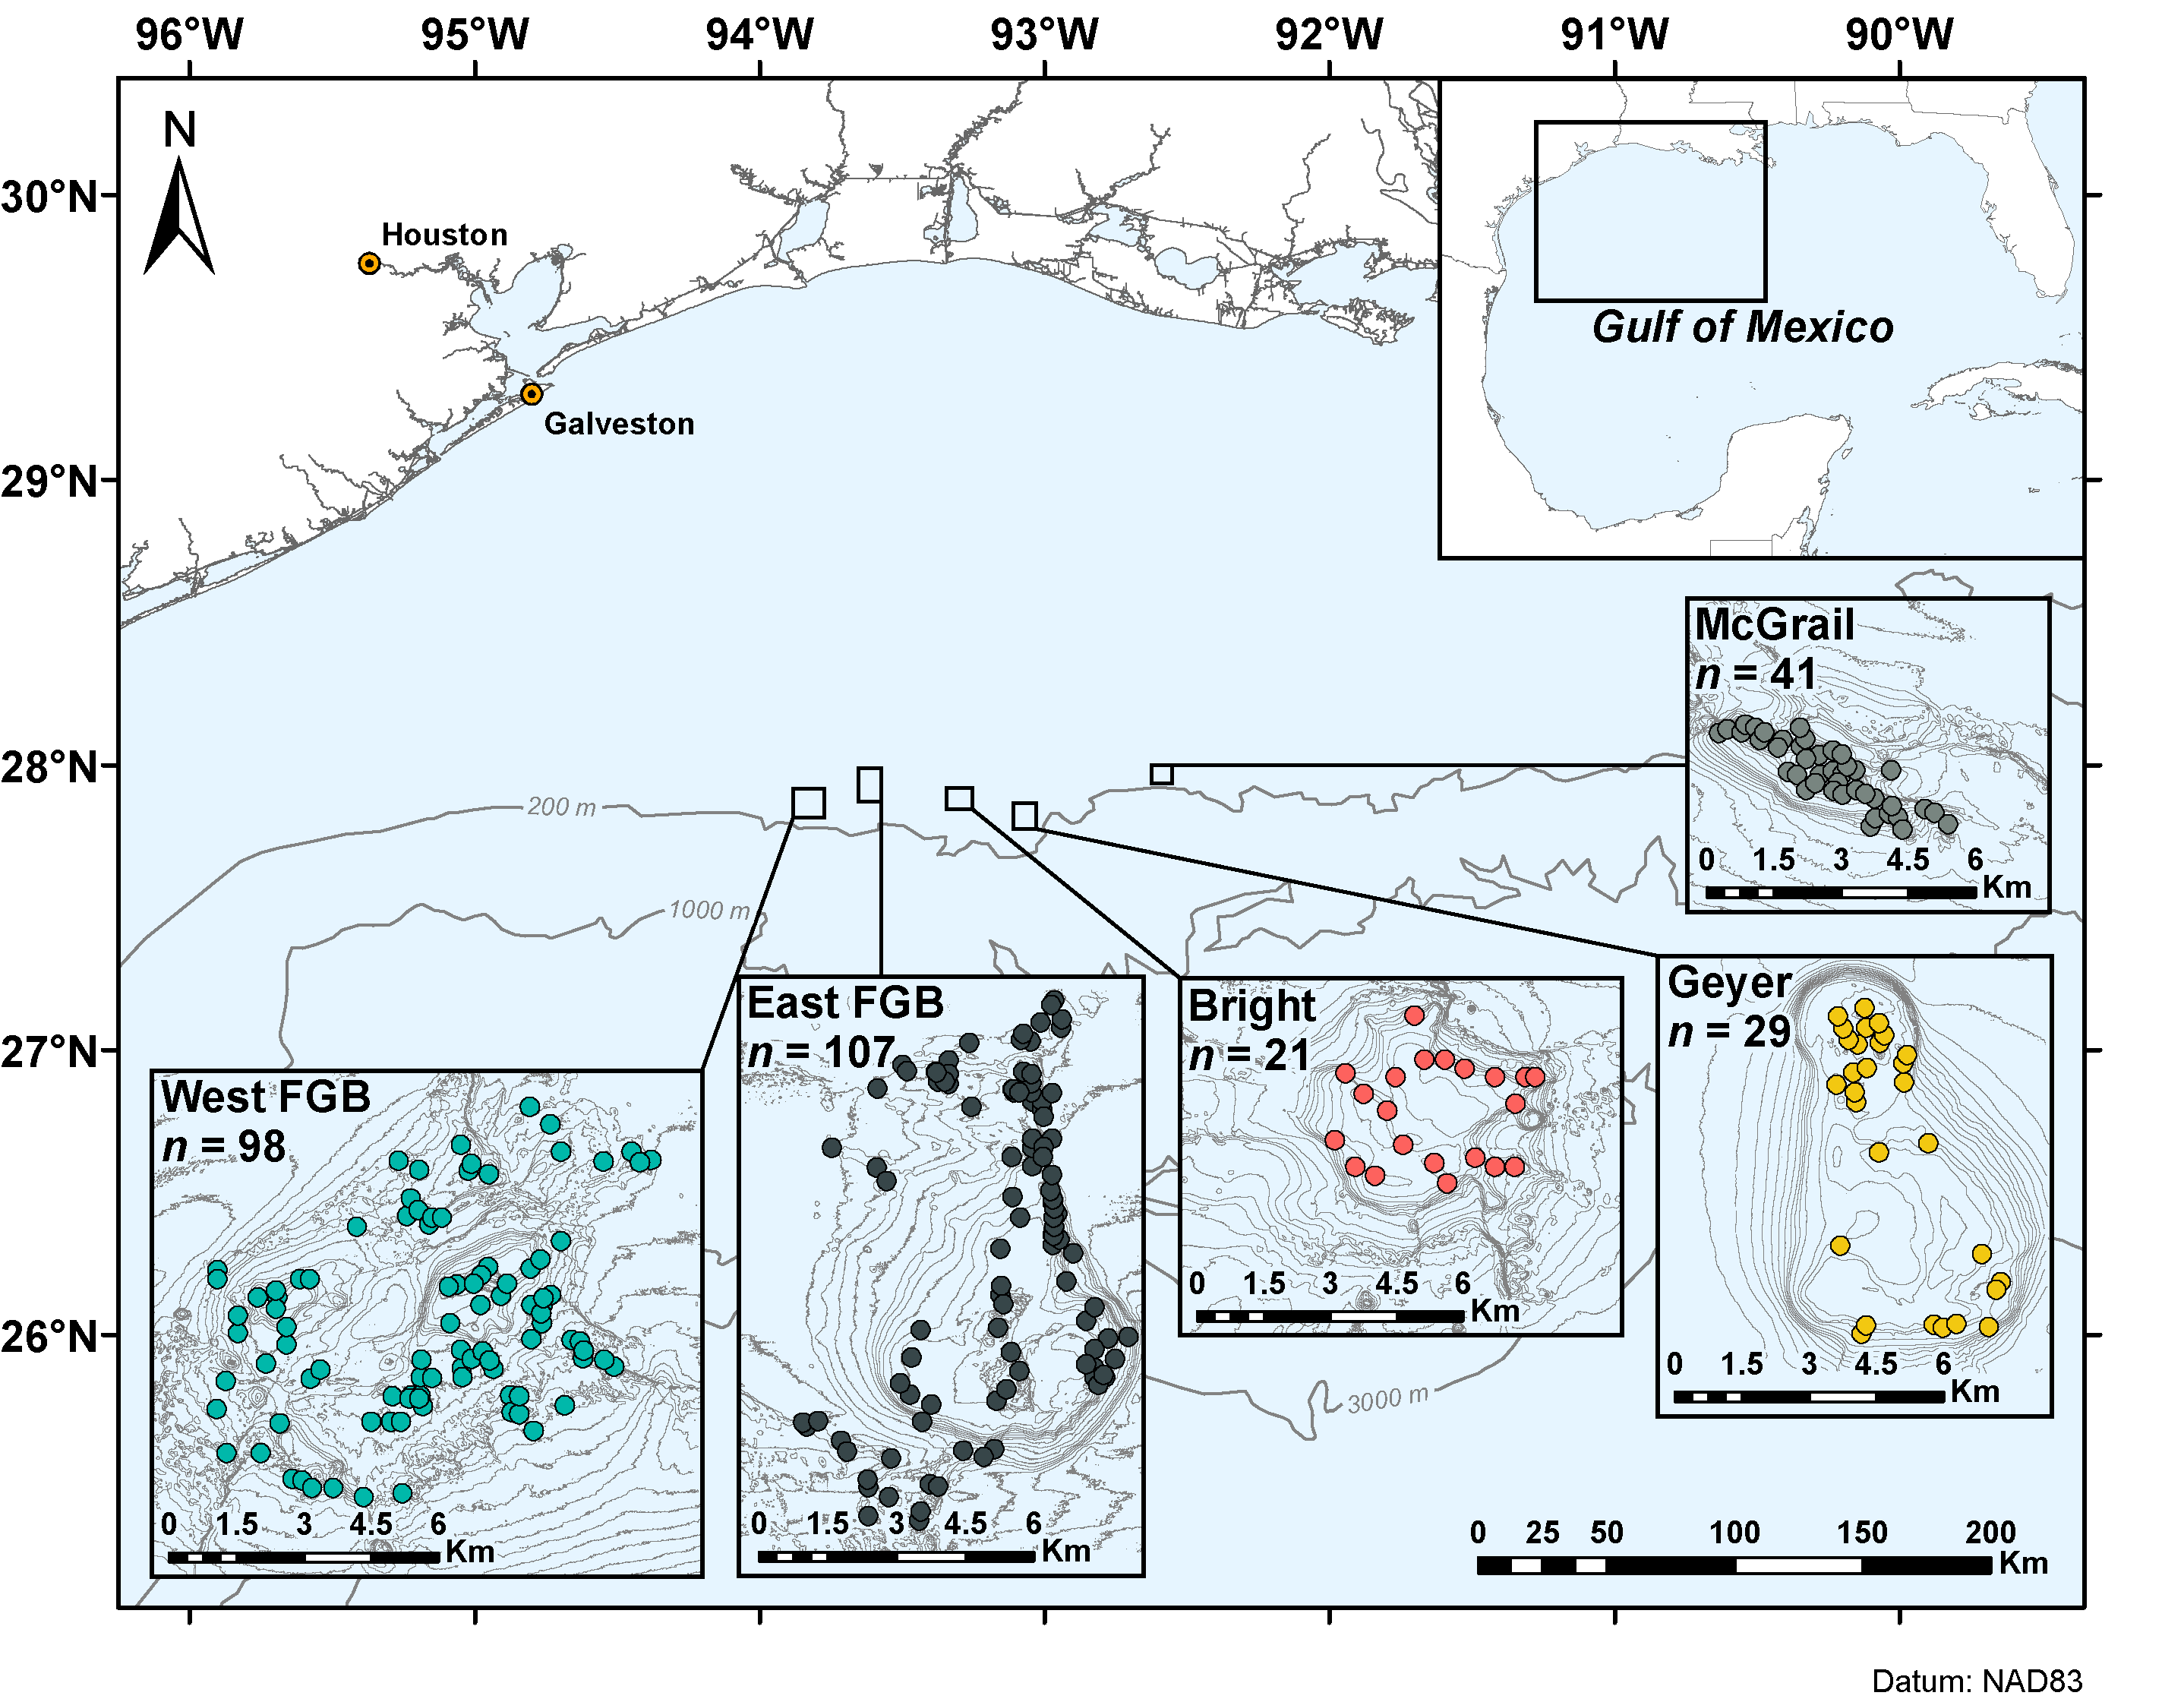 96°W 95°W 94°W 93°W 92°W 91°W 90°W
N
30°N
Houston
Gulf of Mexico
Galveston
29°N
McGrail
n = 41
28°N
200 m
0 1.5 3 4.5 6
Km
1000 m
Geyer
n = 29
East FGB
n = 107
Bright
n = 21
27°N
West FGB
n = 98
0 1.5 3 4.5 6
Km
26°N
0 1.5 3 4.5 6
Km
3000 m
0 1.5 3 4.5 6
Km
0 1.5 3 4.5 6
Km
0 25 50 100 150 200
Km
Datum: NAD83